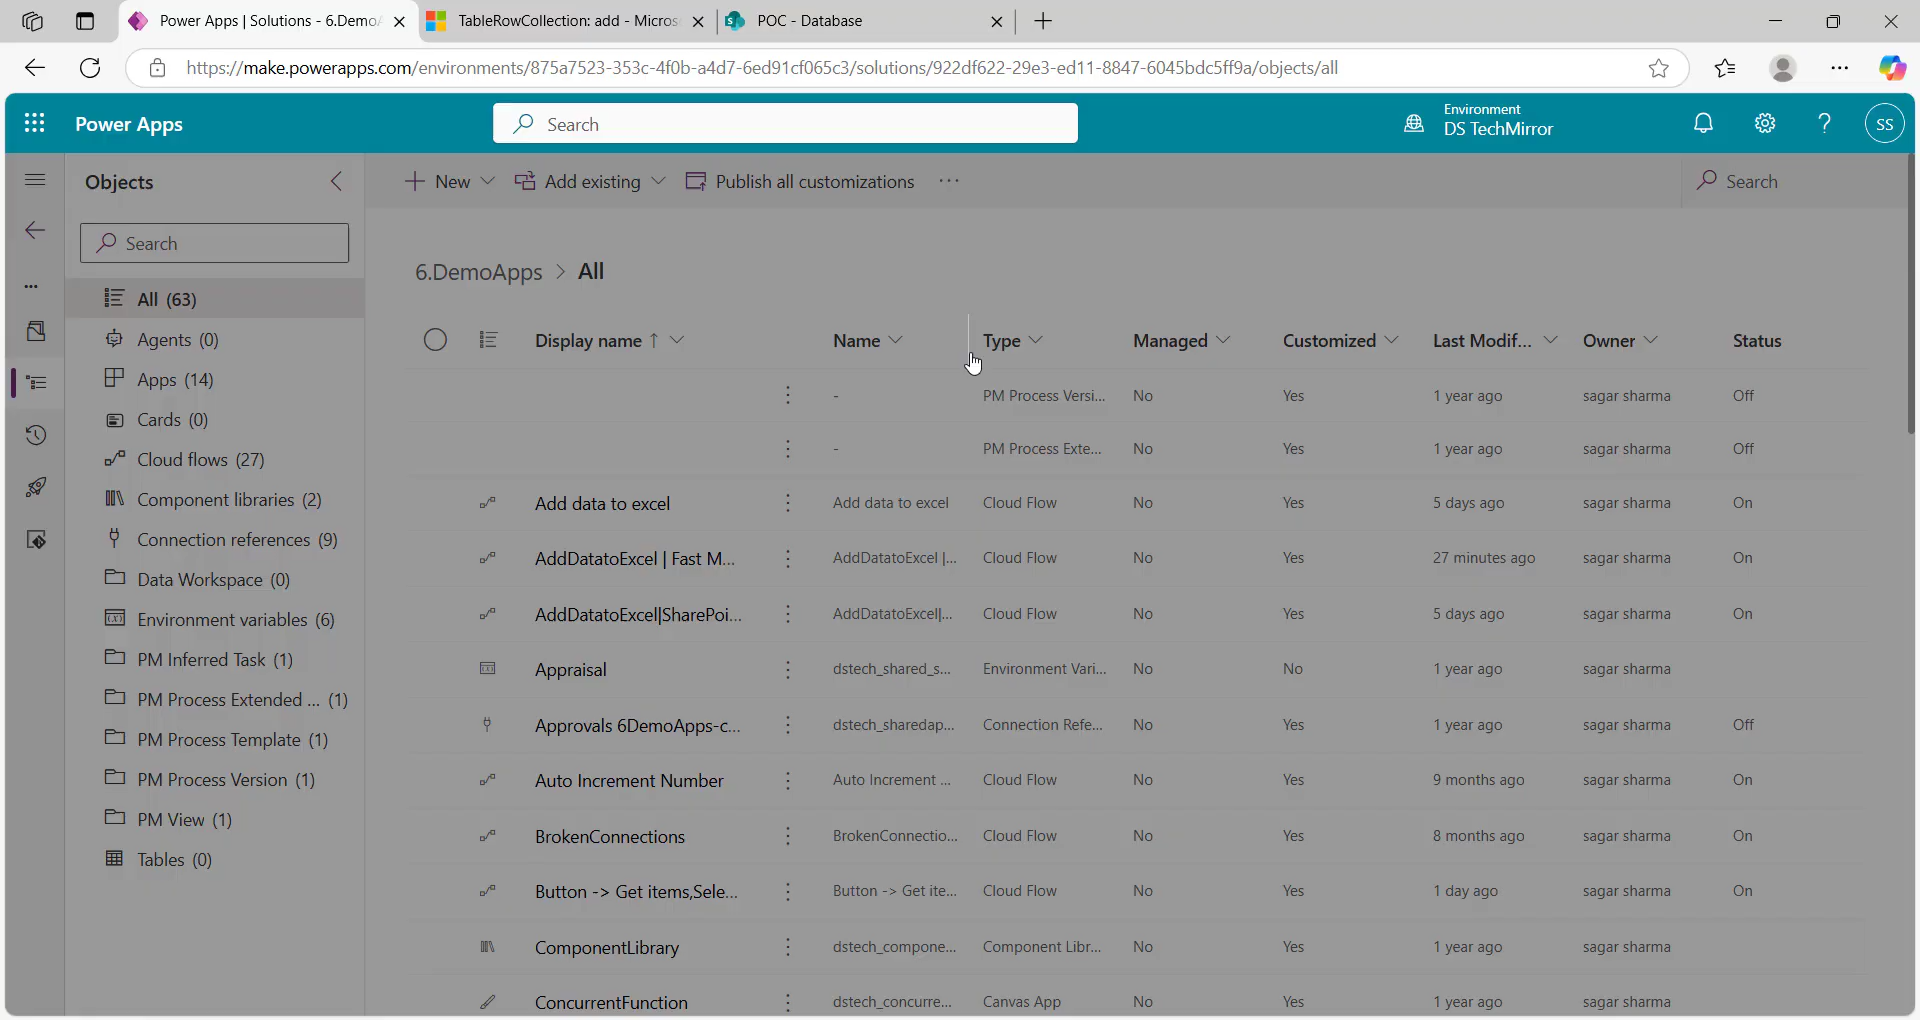 Power Apps | Solutions - 6.Demo
TableRowCollection: add - Micros
POC - Database
https://make.powerapps.com/environments/875a7523-353c-4f0b-a4d7-6ed91cf065c3/solutions/922df622-29e3-ed11-8847-6045bdc5ff9a/objects/all
Power Apps
Search
Environment
DS TechMirror
SS
Objects
New
Add existing
Publish all customizations
Search
Search
6.DemoApps > All
All (63)
Agents (0)
Apps (14)
Cards (0)
Cloud flows (27)
Component libraries (2)
Connection references (9)
Data Workspace (0)
Environment variables (6)
PM Inferred Task (1)
PM Process Extended ... (1)
PM Process Template (1)
PM Process Version (1)
PM View (1)
Tables (0)
Display name ↑ Name Type Managed Customized Last Modif... Owner Status
- PM Process Versi... No Yes 1 year ago sagar sharma Off
- PM Process Exte... No Yes 1 year ago sagar sharma Off
Add data to excel Add data to excel Cloud Flow No Yes 5 days ago sagar sharma On
AddDatatoExcel | Fast M... AddDatatoExcel |... Cloud Flow No Yes 27 minutes ago sagar sharma On
AddDatatoExcel|SharePoi... AddDatatoExcel|... Cloud Flow No Yes 5 days ago sagar sharma On
Appraisal dstech_shared_s... Environment Vari... No No 1 year ago sagar sharma
Approvals 6DemoApps-c... dstech_sharedap... Connection Refe... No Yes 1 year ago sagar sharma Off
Auto Increment Number Auto Increment ... Cloud Flow No Yes 9 months ago sagar sharma On
BrokenConnections BrokenConnectio... Cloud Flow No Yes 8 months ago sagar sharma On
Button -> Get items,Sele... Button -> Get ite... Cloud Flow No Yes 1 day ago sagar sharma On
ComponentLibrary dstech_compone... Component Libr... No Yes 1 year ago sagar sharma
ConcurrentFunction dstech_concurre... Canvas App No Yes 1 year ago sagar sharma